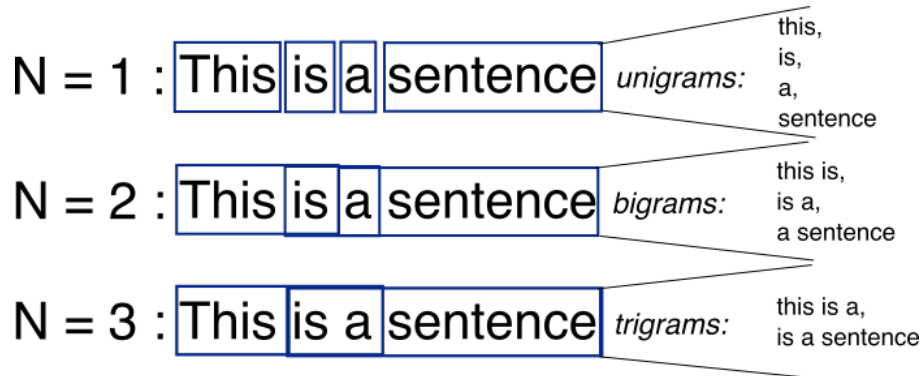 N = 1 : This is a sentence unigrams: this,
is,
a,
sentence
N = 2 : This is a sentence bigrams: this is,
is a,
a sentence
N = 3 : This is a sentence trigrams: this is a,
is a sentence